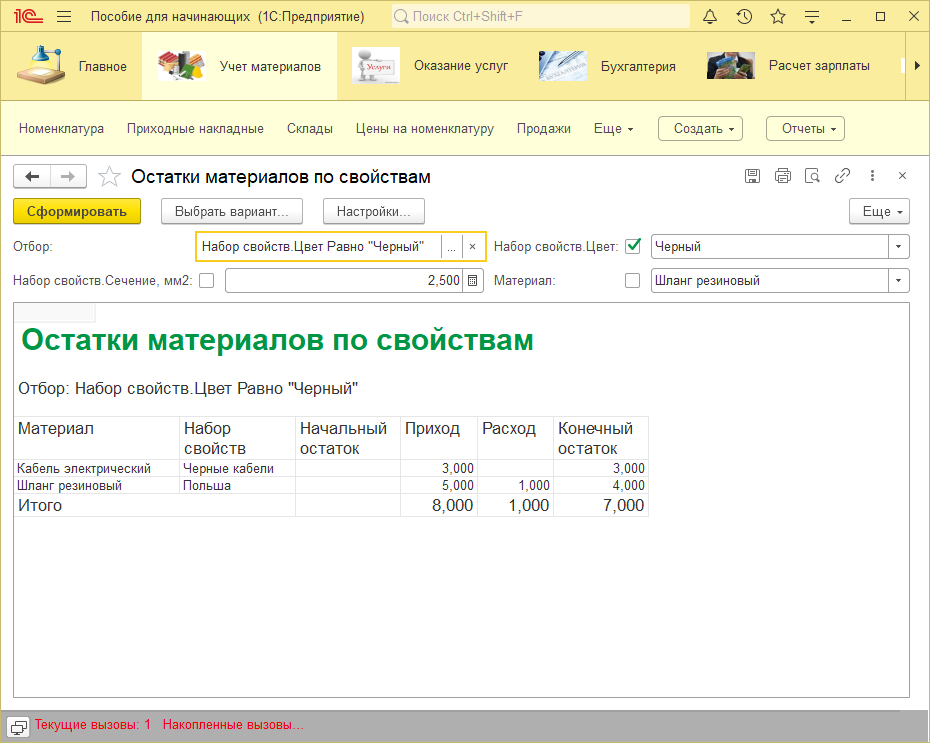 1С Пособие для начинающих (1С:Предприятие) Поиск Ctrl+Shift+F
Главное Учет материалов Услуги Оказание услуг Бухгалтерия Расчет зарплаты
Номенклатура Приходные накладные Склады Цены на номенклатуру Продажи Еще Создать Отчеты
Остатки материалов по свойствам
Сформировать Выбрать вариант... Настройки... Еще
Отбор: Набор свойств.Цвет Равно "Черный" ... × Набор свойств.Цвет: Черный
Набор свойств.Сечение, мм2: 2,500 Материал: Шланг резиновый
Остатки материалов по свойствам
Отбор: Набор свойств.Цвет Равно "Черный"
Материал Набор свойств Начальный остаток Приход Расход Конечный остаток
Кабель электрический Черные кабели 3,000 3,000
Шланг резиновый Польша 5,000 1,000 4,000
Итого 8,000 1,000 7,000
Текущие вызовы: 1 Накопленные вызовы...